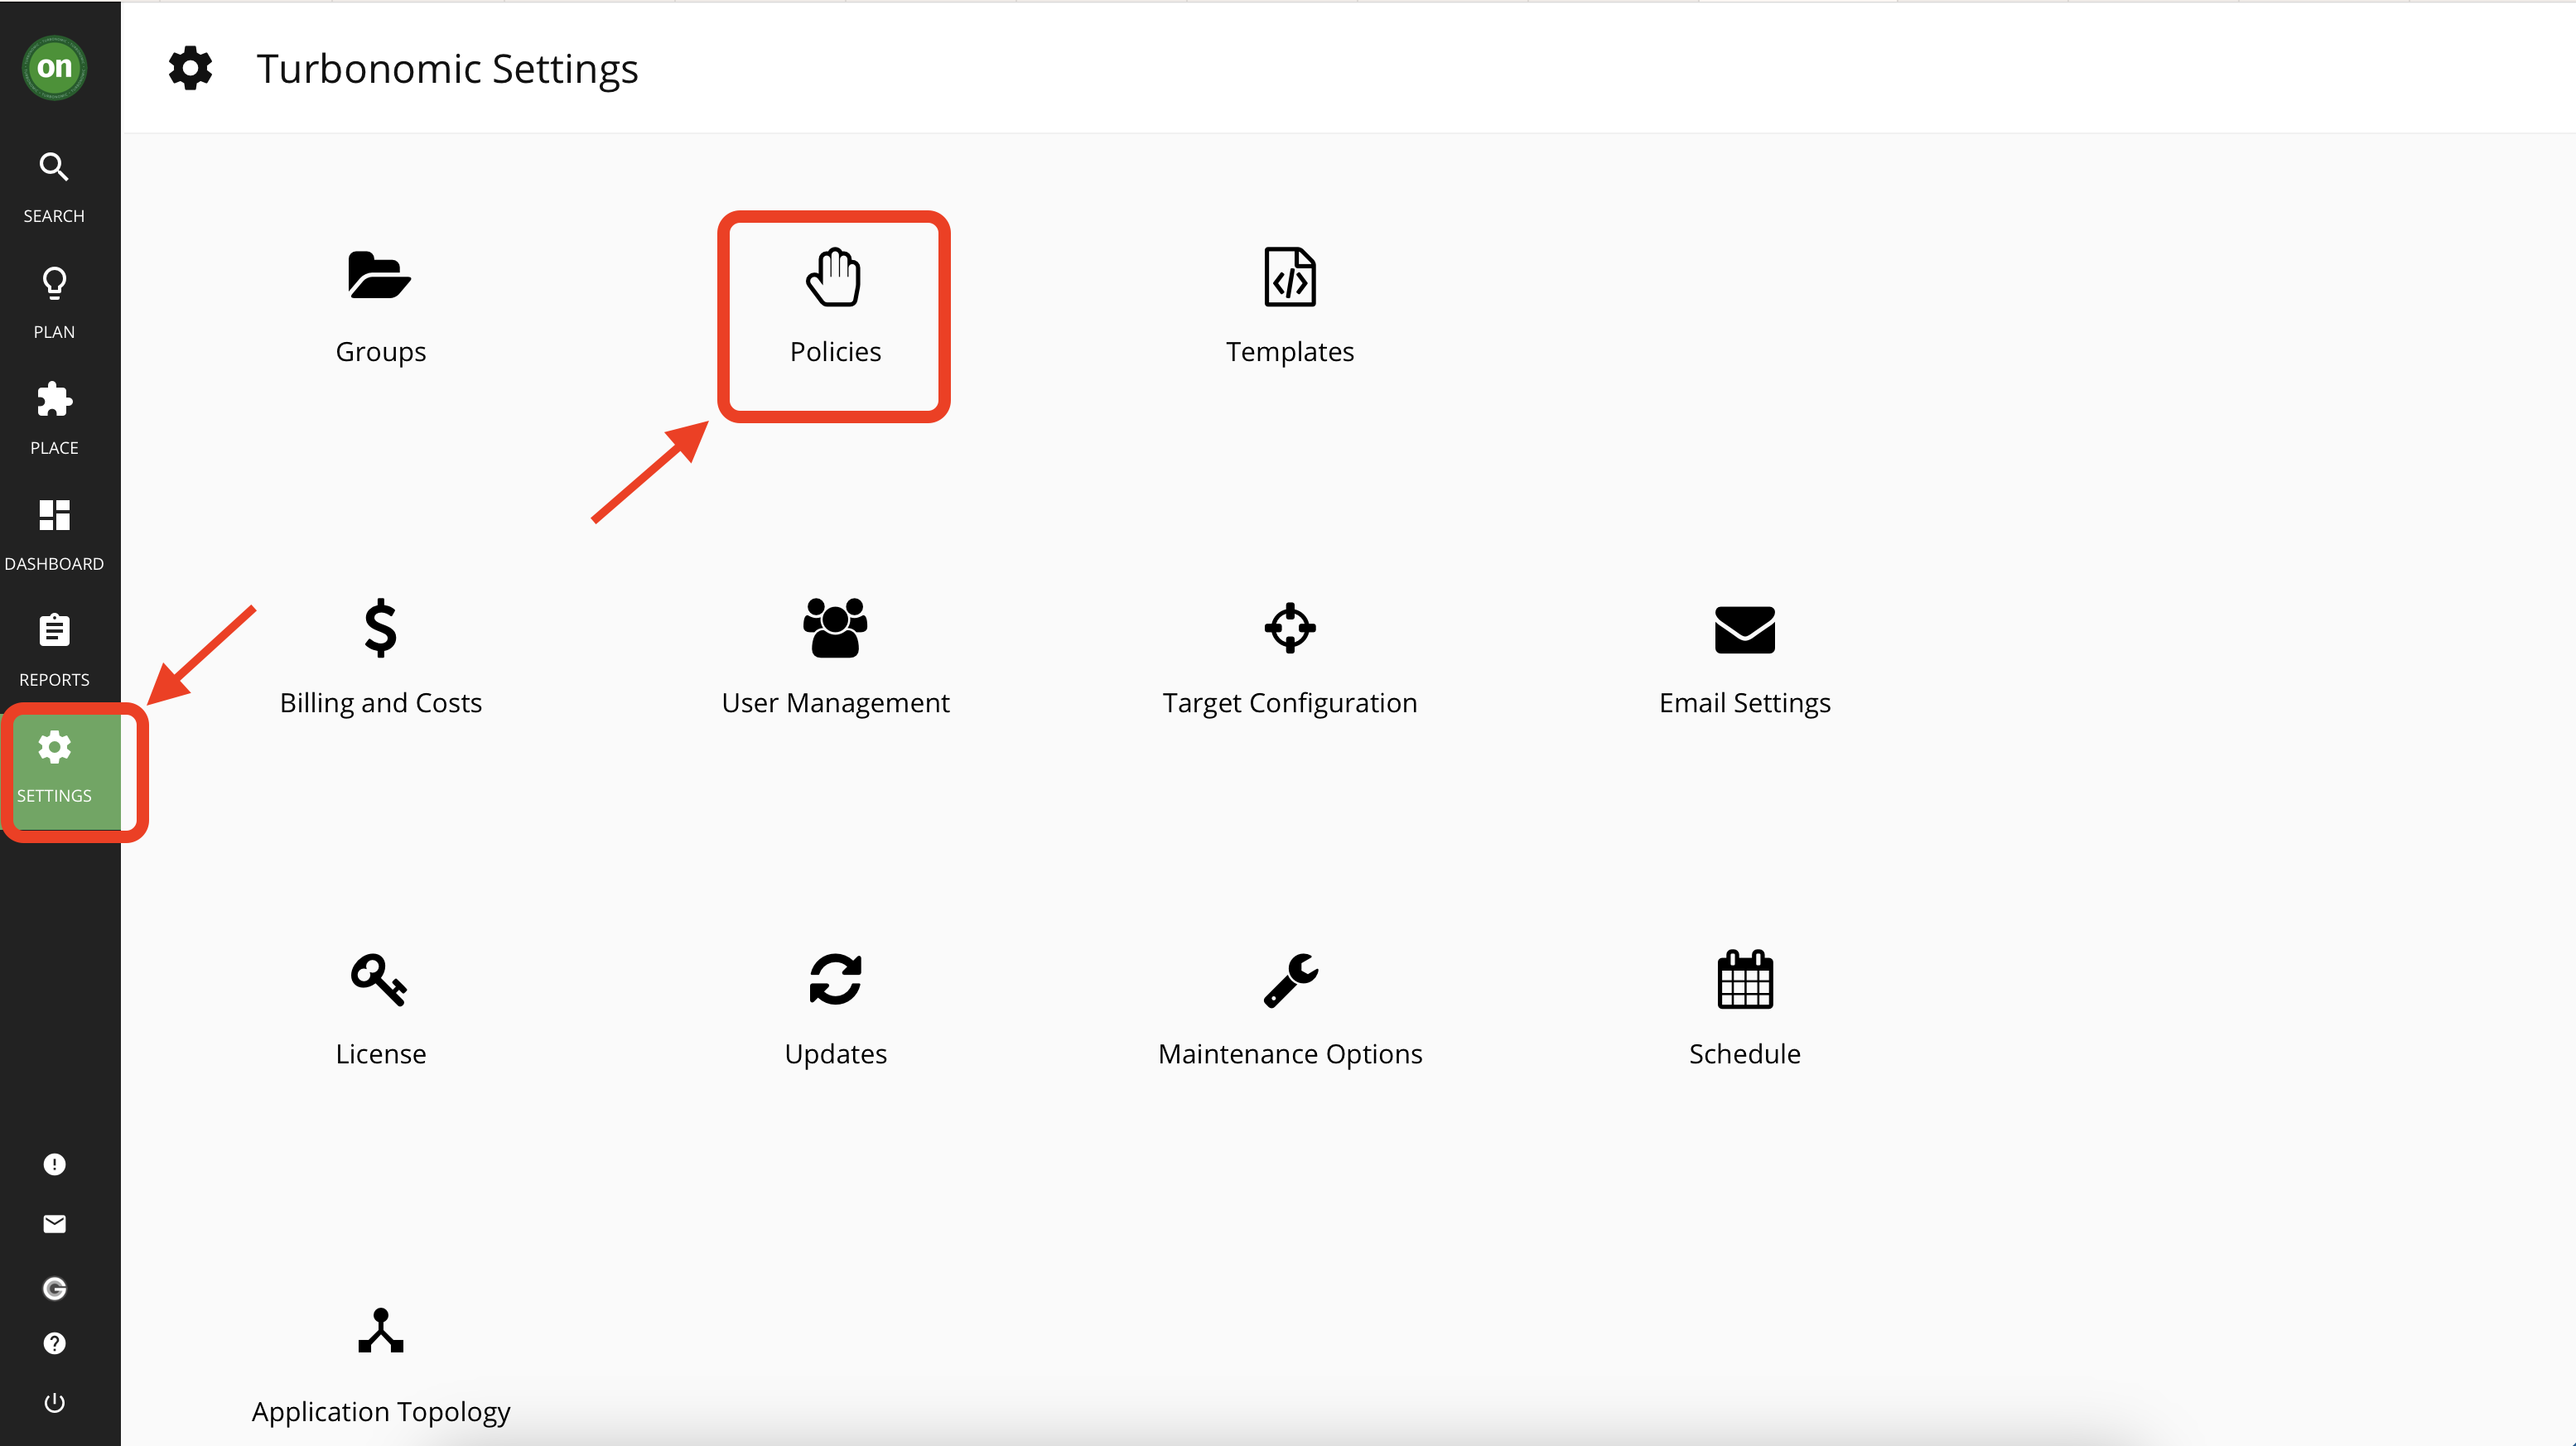 on
Turbonomic Settings
SEARCH
PLAN
PLACE
DASHBOARD
REPORTS
SETTINGS
Groups
Policies
Templates
Billing and Costs
User Management
Target Configuration
Email Settings
License
Updates
Maintenance Options
Schedule
Application Topology